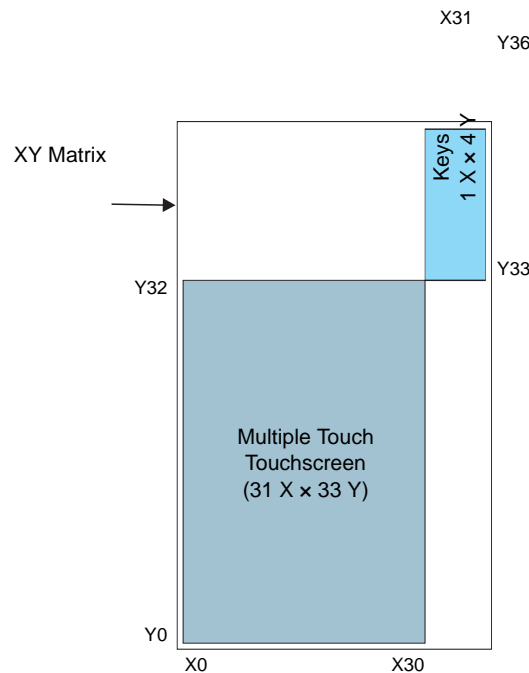 X31
Y36
Keys
1 X × 4 Y
XY Matrix
Y33
Y32
Multiple Touch
Touchscreen
(31 X × 33 Y)
Y0
X0
X30